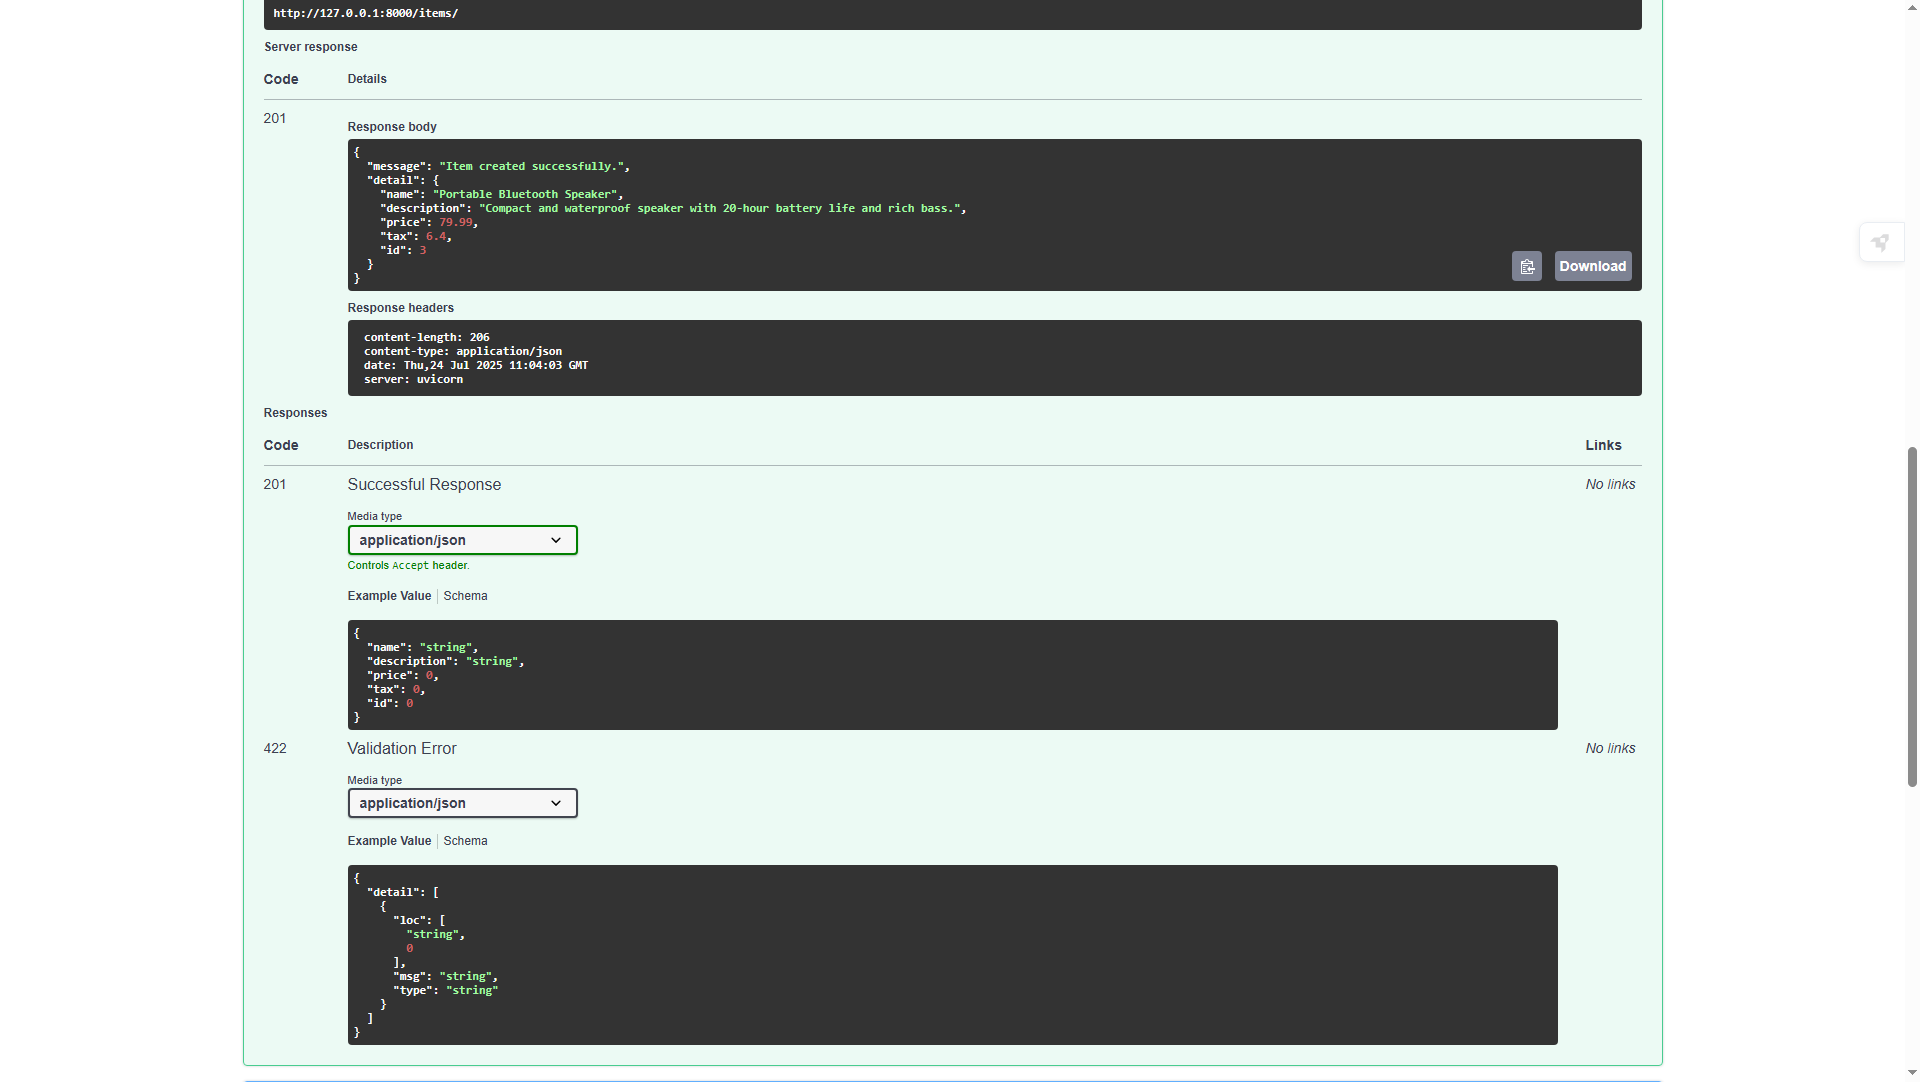 http://127.0.0.1:8000/items/
Server response
Code Details
201
Response body
{
  "message": "Item created successfully.",
  "detail": {
    "name": "Portable Bluetooth Speaker",
    "description": "Compact and waterproof speaker with 20-hour battery life and rich bass.",
    "price": 79.99,
    "tax": 6.4,
    "id": 3
  }
}
Download
Response headers
content-length: 206
content-type: application/json
date: Thu,24 Jul 2025 11:04:03 GMT
server: uvicorn
Responses
Code Description Links
201 Successful Response No links
Media type
application/json
Controls Accept header.
Example Value Schema
{
  "name": "string",
  "description": "string",
  "price": 0,
  "tax": 0,
  "id": 0
}
422 Validation Error No links
Media type
application/json
Example Value Schema
{
  "detail": [
    {
      "loc": [
        "string",
        0
      ],
      "msg": "string",
      "type": "string"
    }
  ]
}